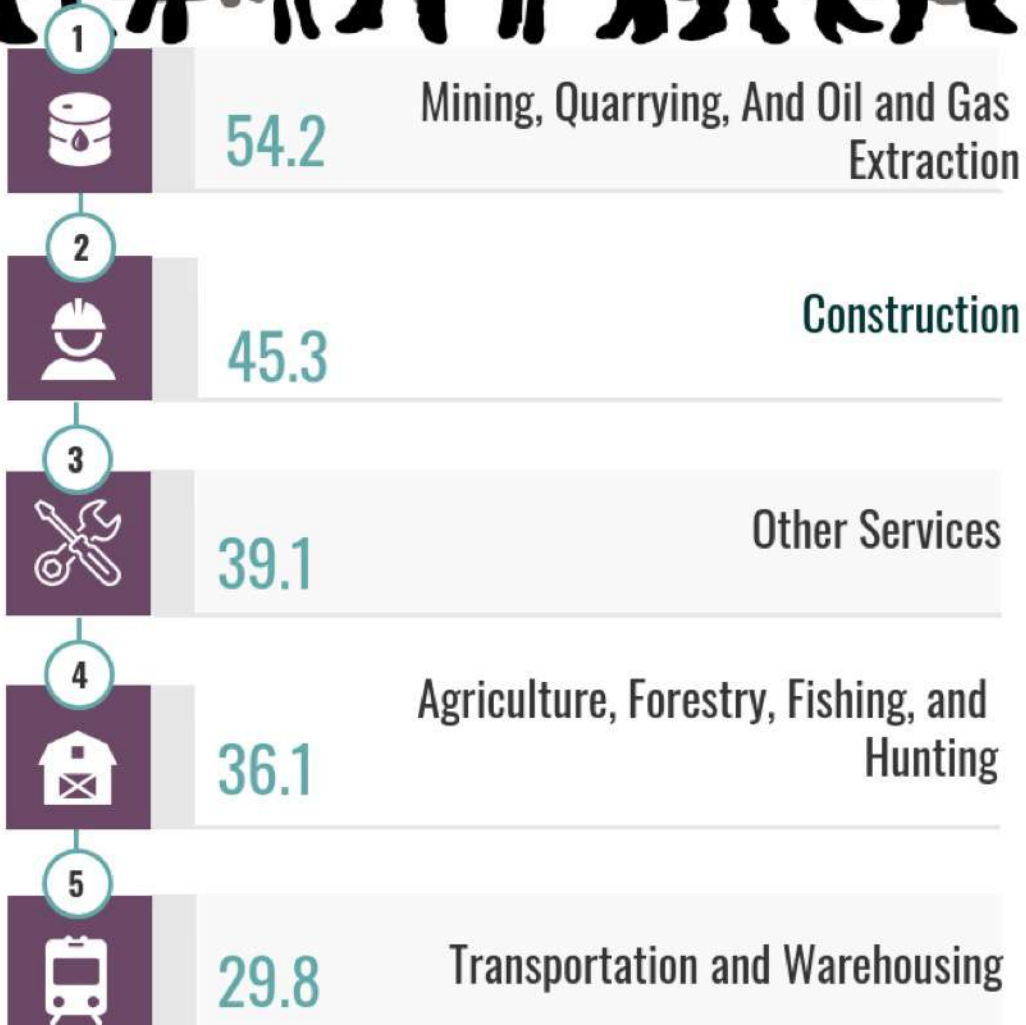 1
54.2
Mining, Quarrying, And Oil and Gas
Extraction
2
45.3
Construction
3
39.1
Other Services
4
36.1
Agriculture, Forestry, Fishing, and
Hunting
5
29.8
Transportation and Warehousing